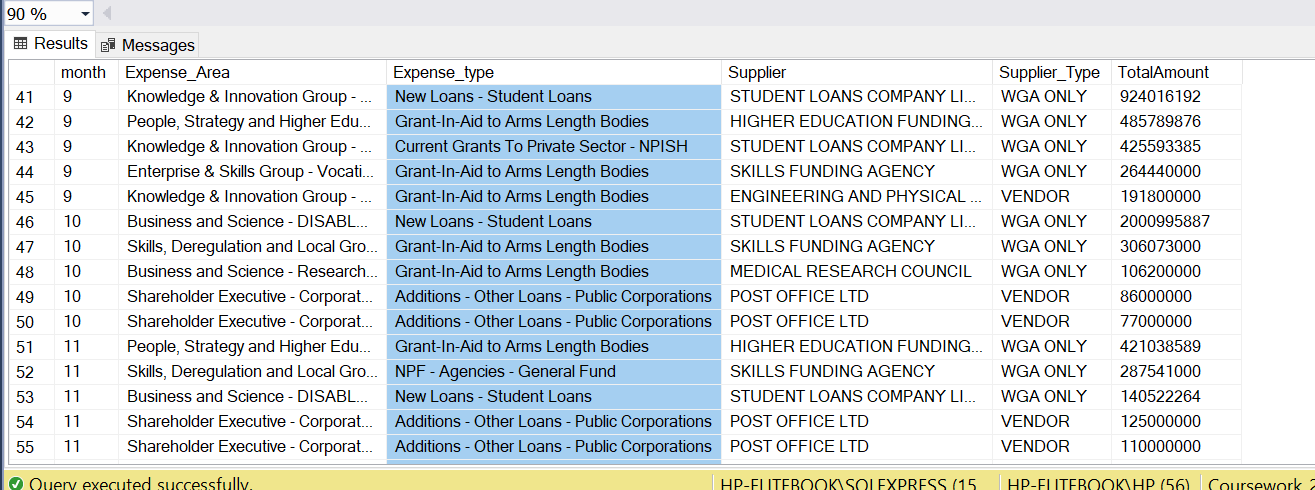 90 %
Results Messages
month Expense_Area Expense_type Supplier Supplier_Type TotalAmount
41 9 Knowledge & Innovation Group - ... New Loans - Student Loans STUDENT LOANS COMPANY LI... WGA ONLY 924016192
42 9 People, Strategy and Higher Edu... Grant-In-Aid to Arms Length Bodies HIGHER EDUCATION FUNDING... WGA ONLY 485789876
43 9 Knowledge & Innovation Group - ... Current Grants To Private Sector - NPISH STUDENT LOANS COMPANY LI... WGA ONLY 425593385
44 9 Enterprise & Skills Group - Vocati... Grant-In-Aid to Arms Length Bodies SKILLS FUNDING AGENCY WGA ONLY 264440000
45 9 Knowledge & Innovation Group - ... Grant-In-Aid to Arms Length Bodies ENGINEERING AND PHYSICAL ... VENDOR 191800000
46 10 Business and Science - DISABL... New Loans - Student Loans STUDENT LOANS COMPANY LI... WGA ONLY 2000995887
47 10 Skills, Deregulation and Local Gro... Grant-In-Aid to Arms Length Bodies SKILLS FUNDING AGENCY WGA ONLY 306073000
48 10 Business and Science - Research... Grant-In-Aid to Arms Length Bodies MEDICAL RESEARCH COUNCIL WGA ONLY 106200000
49 10 Shareholder Executive - Corporat... Additions - Other Loans - Public Corporations POST OFFICE LTD VENDOR 86000000
50 10 Shareholder Executive - Corporat... Additions - Other Loans - Public Corporations POST OFFICE LTD VENDOR 77000000
51 11 People, Strategy and Higher Edu... Grant-In-Aid to Arms Length Bodies HIGHER EDUCATION FUNDING... WGA ONLY 421038589
52 11 Skills, Deregulation and Local Gro... NPF - Agencies - General Fund SKILLS FUNDING AGENCY WGA ONLY 287541000
53 11 Business and Science - DISABL... New Loans - Student Loans STUDENT LOANS COMPANY LI... WGA ONLY 140522264
54 11 Shareholder Executive - Corporat... Additions - Other Loans - Public Corporations POST OFFICE LTD VENDOR 125000000
55 11 Shareholder Executive - Corporat... Additions - Other Loans - Public Corporations POST OFFICE LTD VENDOR 110000000
Query executed successfully. HP-ELITEBOOK\SQLEXPRESS (15... HP-ELITEBOOK\HP (56) Coursework 2